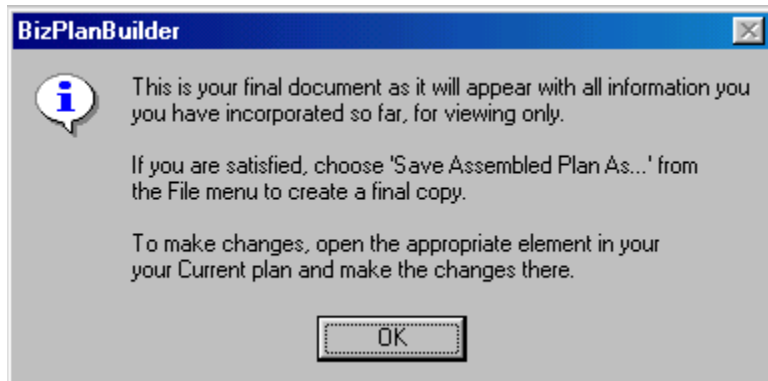 BizPlanBuilder
This is your final document as it will appear with all information you
you have incorporated so far, for viewing only.
If you are satisfied, choose 'Save Assembled Plan As...' from
the File menu to create a final copy.
To make changes, open the appropriate element in your
your Current plan and make the changes there.
OK